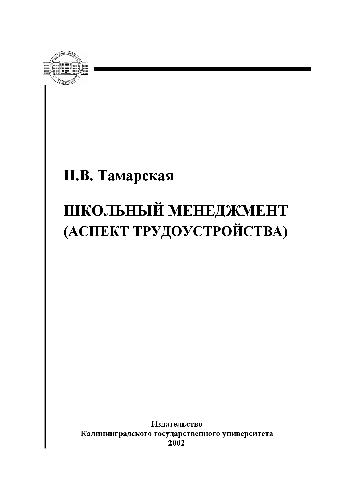 Н.В. Тамарская
ШКОЛЬНЫЙ МЕНЕДЖМЕНТ
(АСПЕКТ ТРУДОУСТРОЙСТВА)
Издательство
Калининградского государственного университета
2002